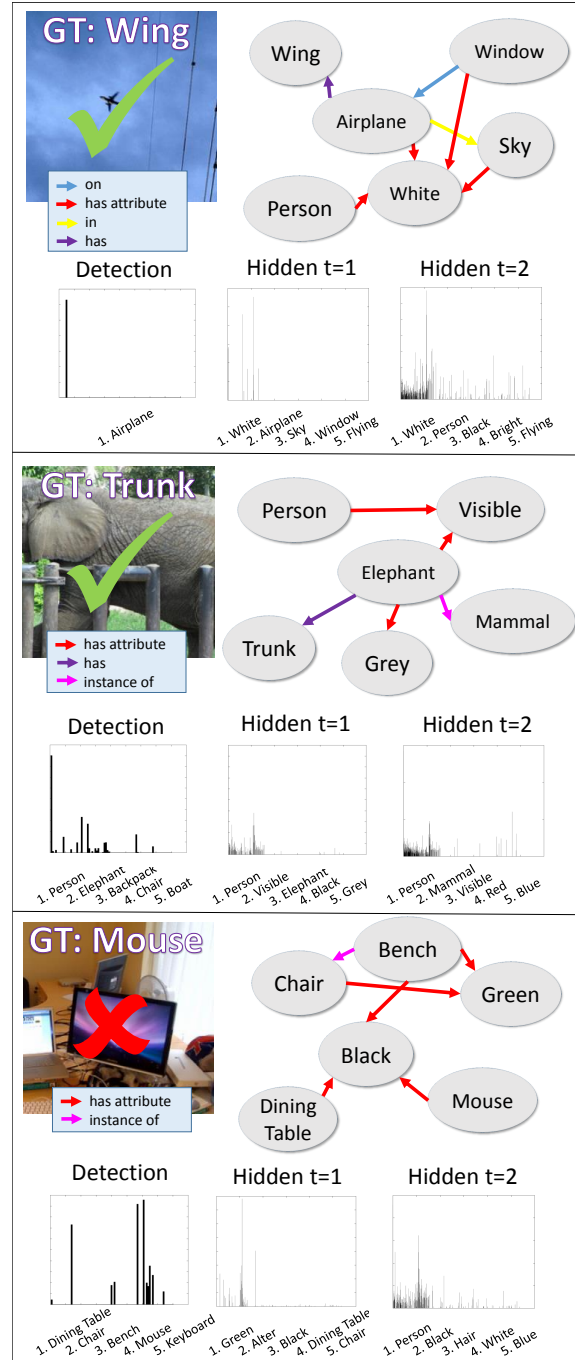 GT: Wing
on
has attribute
in
has
Wing
Window
Airplane
Sky
White
Person
Detection
Hidden t=1
Hidden t=2
1. Airplane
1. White
2. Airplane
3. Sky
4. Window
5. Flying
1. White
2. Person
3. Black
4. Bright
5. Flying
GT: Trunk
has attribute
has
instance of
Person
Visible
Elephant
Mammal
Trunk
Grey
Detection
Hidden t=1
Hidden t=2
1. Person
2. Elephant
3. Backpack
4. Chair
5. Boat
1. Person
2. Visible
3. Elephant
4. Black
5. Grey
1. Person
2. Mammal
3. Visible
4. Red
5. Blue
GT: Mouse
has attribute
instance of
Bench
Chair
Green
Black
Dining
Table
Mouse
Detection
Hidden t=1
Hidden t=2
1. Dining Table
2. Chair
3. Bench
4. Mouse
5. Keyboard
1. Green
2. Alter
3. Black
4. Dining Table
5. Chair
1. Person
2. Black
3. Hair
4. White
5. Blue